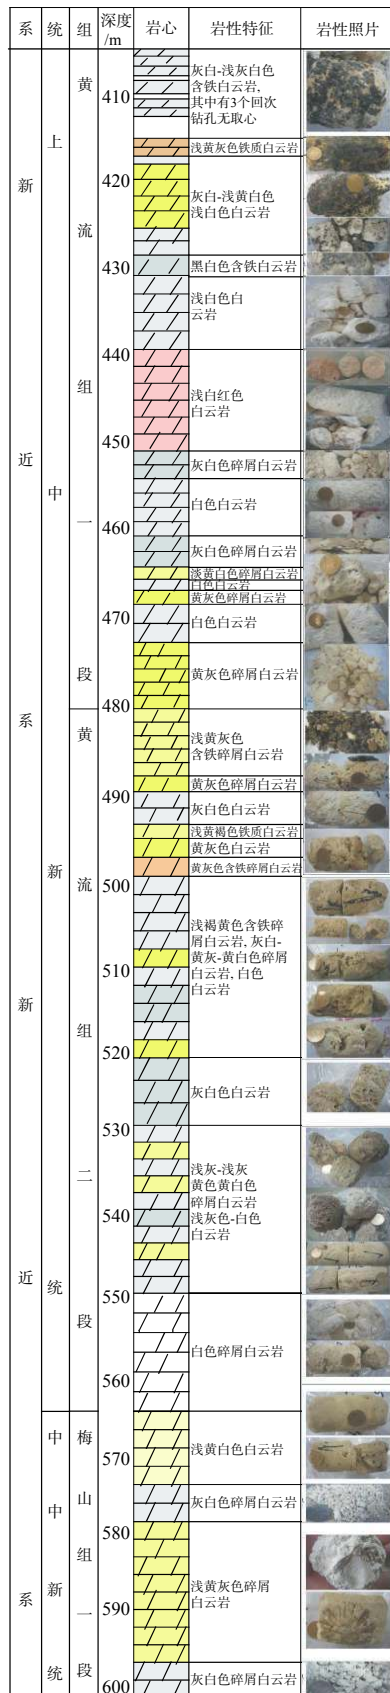 系
统
组
深度
/m
岩心
岩性特征
岩性照片
新
近
系
新
近
系
上
中
新
统
中
中
新
统
黄
流
组
一
段
黄
流
组
二
段
梅
山
组
一
段
410
420
430
440
450
460
470
480
490
500
510
520
530
540
550
560
570
580
590
600
灰白-浅灰白色
含铁白云岩,
其中有3个回次
钻孔无取心
浅黄灰色铁质白云岩
灰白-浅黄白色
浅白色白云岩
黑白色含铁白云岩
浅白色白
云岩
浅白红色
白云岩
灰白色碎屑白云岩
白色白云岩
灰白色碎屑白云岩
淡黄白色碎屑白云岩
白色白云岩
黄灰色碎屑白云岩
白色白云岩
黄灰色碎屑白云岩
浅黄灰色
含铁碎屑白云岩
黄灰色碎屑白云岩
灰白色白云岩
浅黄褐色铁质白云岩
黄灰色白云岩
黄灰色含铁碎屑白云岩
浅褐黄色含铁碎
屑白云岩, 灰白-
黄灰-黄白色碎屑
白云岩, 白色
白云岩
灰白色白云岩
浅灰-浅灰
黄色黄白色
碎屑白云岩
浅灰色-白色
白云岩
白色碎屑白云岩
浅黄白色白云岩
灰白色碎屑白云岩
浅黄灰色碎屑
白云岩
灰白色碎屑白云岩